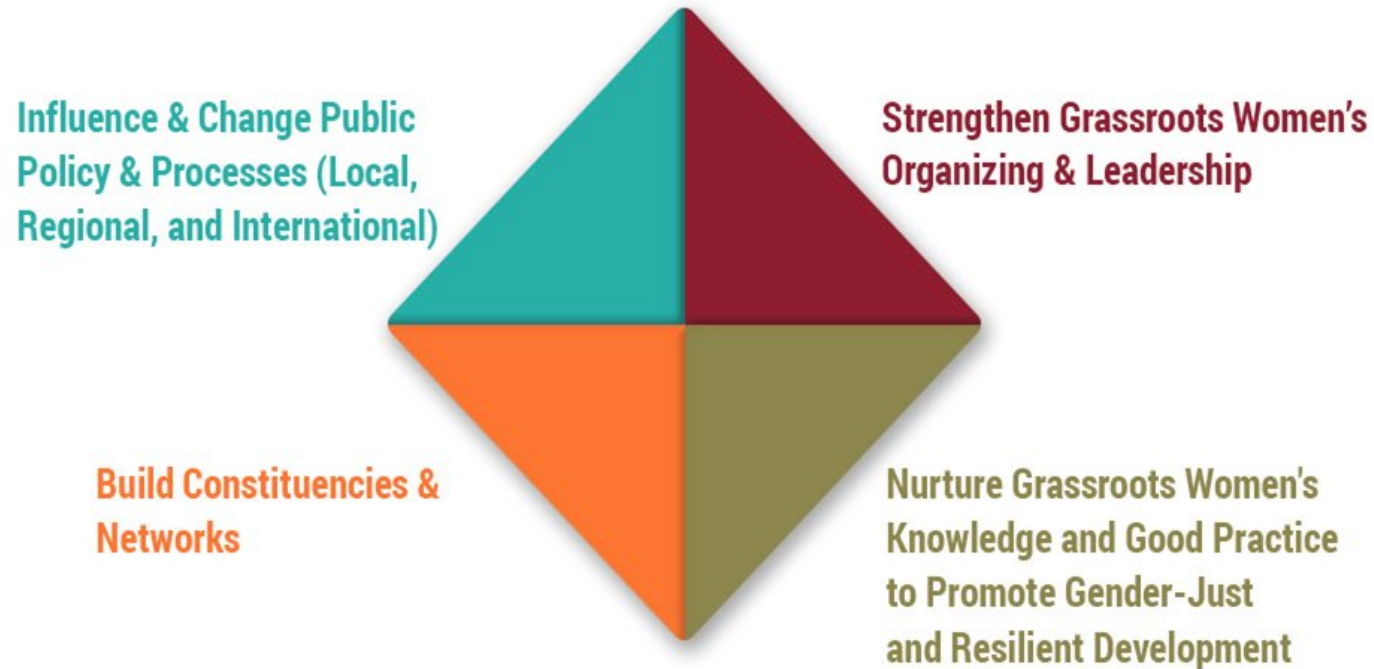 Influence & Change Public
Policy & Processes (Local,
Regional, and International)
Strengthen Grassroots Women’s
Organizing & Leadership
Build Constituencies &
Networks
Nurture Grassroots Women's
Knowledge and Good Practice
to Promote Gender-Just
and Resilient Development